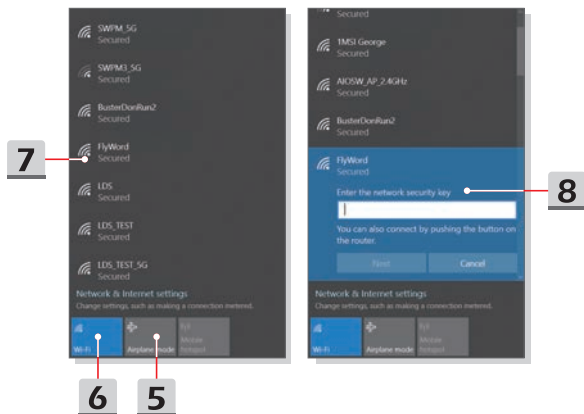 SWPM_5G
Secured
SWPM3_5G
Secured
BusterDonRun2
Secured
FlyWord
Secured
LDS
Secured
LDS_TEST
Secured
LDS_TEST_5G
Secured
Network & Internet settings
Change settings, such as making a connection metered.
Wi-Fi
Airplane mode
Mobile
hotspot
7
6
5
Secured
1MSI George
Secured
AIOSW_AP_2.4GHz
Secured
BusterDonRun2
Secured
FlyWord
Secured
Enter the network security key
You can also connect by pushing the button on
the router.
Next
Cancel
Network & Internet settings
Change settings, such as making a connection metered.
Wi-Fi
Airplane mode
Mobile
hotspot
8